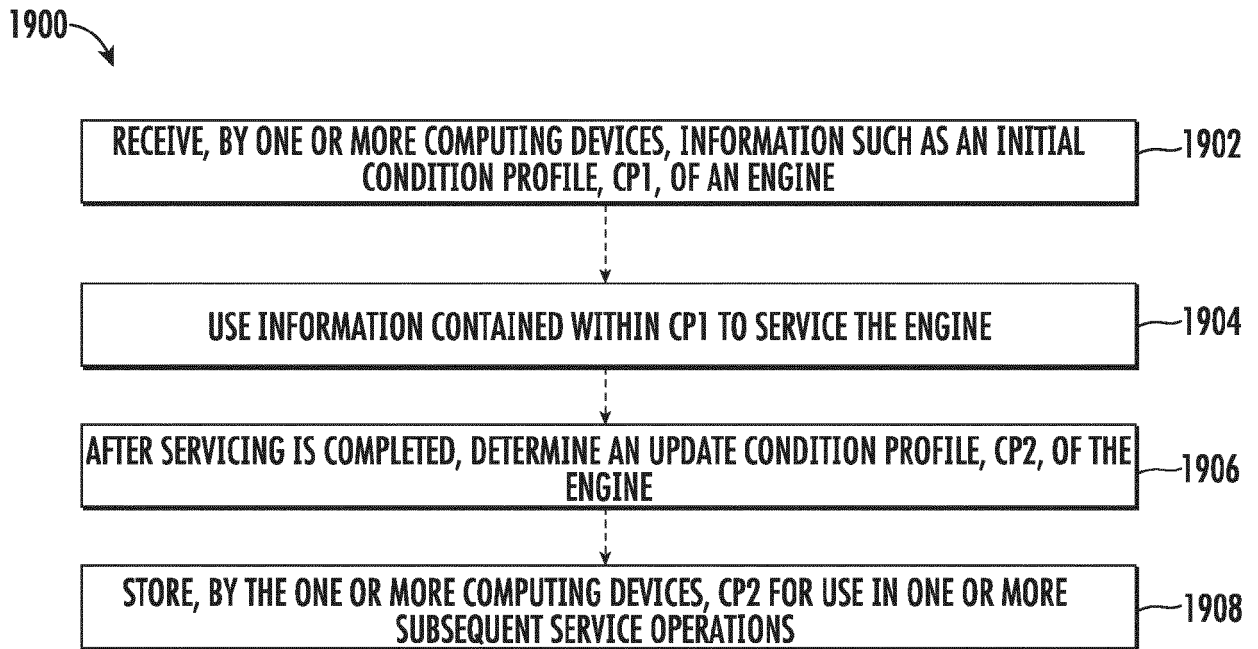 1900
RECEIVE, BY ONE OR MORE COMPUTING DEVICES, INFORMATION SUCH AS AN INITIAL
CONDITION PROFILE, CP1, OF AN ENGINE
1902
USE INFORMATION CONTAINED WITHIN CP1 TO SERVICE THE ENGINE
1904
AFTER SERVICING IS COMPLETED, DETERMINE AN UPDATE CONDITION PROFILE, CP2, OF THE
ENGINE
1906
STORE, BY THE ONE OR MORE COMPUTING DEVICES, CP2 FOR USE IN ONE OR MORE
SUBSEQUENT SERVICE OPERATIONS
1908